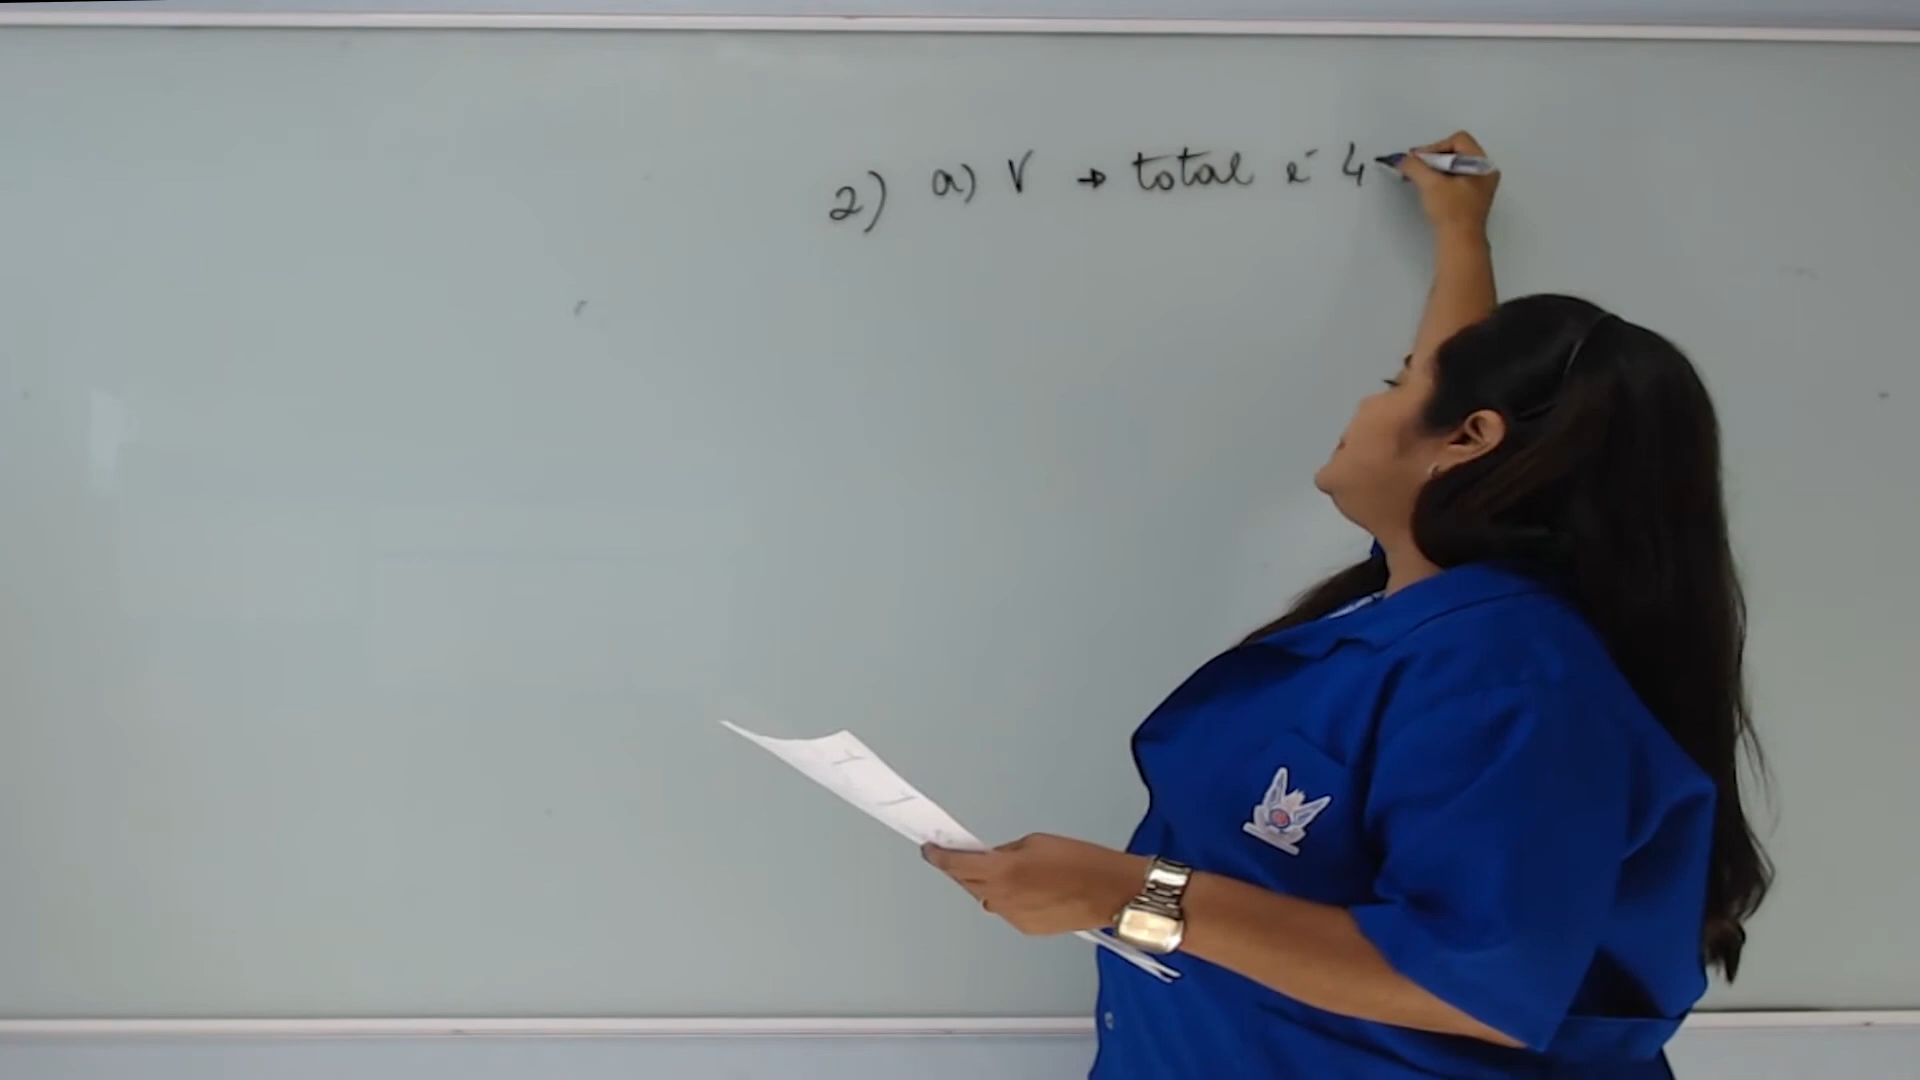 2) a) V → total é 4